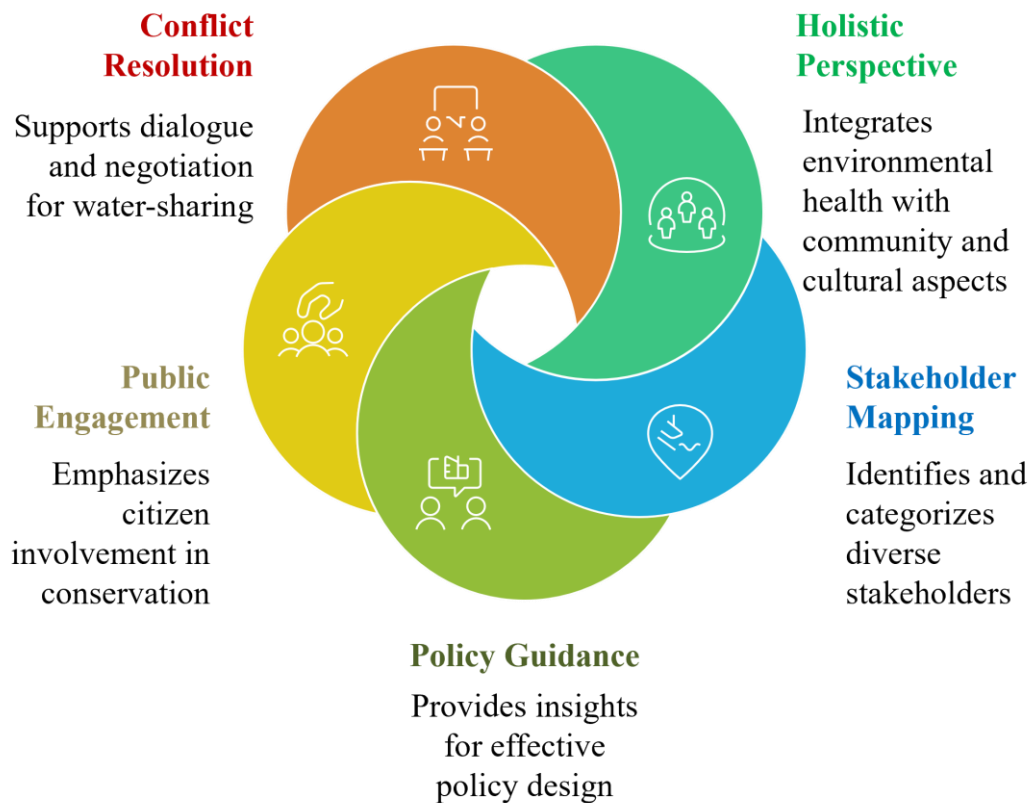 Conflict
Resolution
Supports dialogue
and negotiation
for water-sharing
Holistic
Perspective
Integrates
environmental
health with
community and
cultural aspects
Public
Engagement
Emphasizes
citizen
involvement in
conservation
Stakeholder
Mapping
Identifies and
categorizes
diverse
stakeholders
Policy Guidance
Provides insights
for effective
policy design